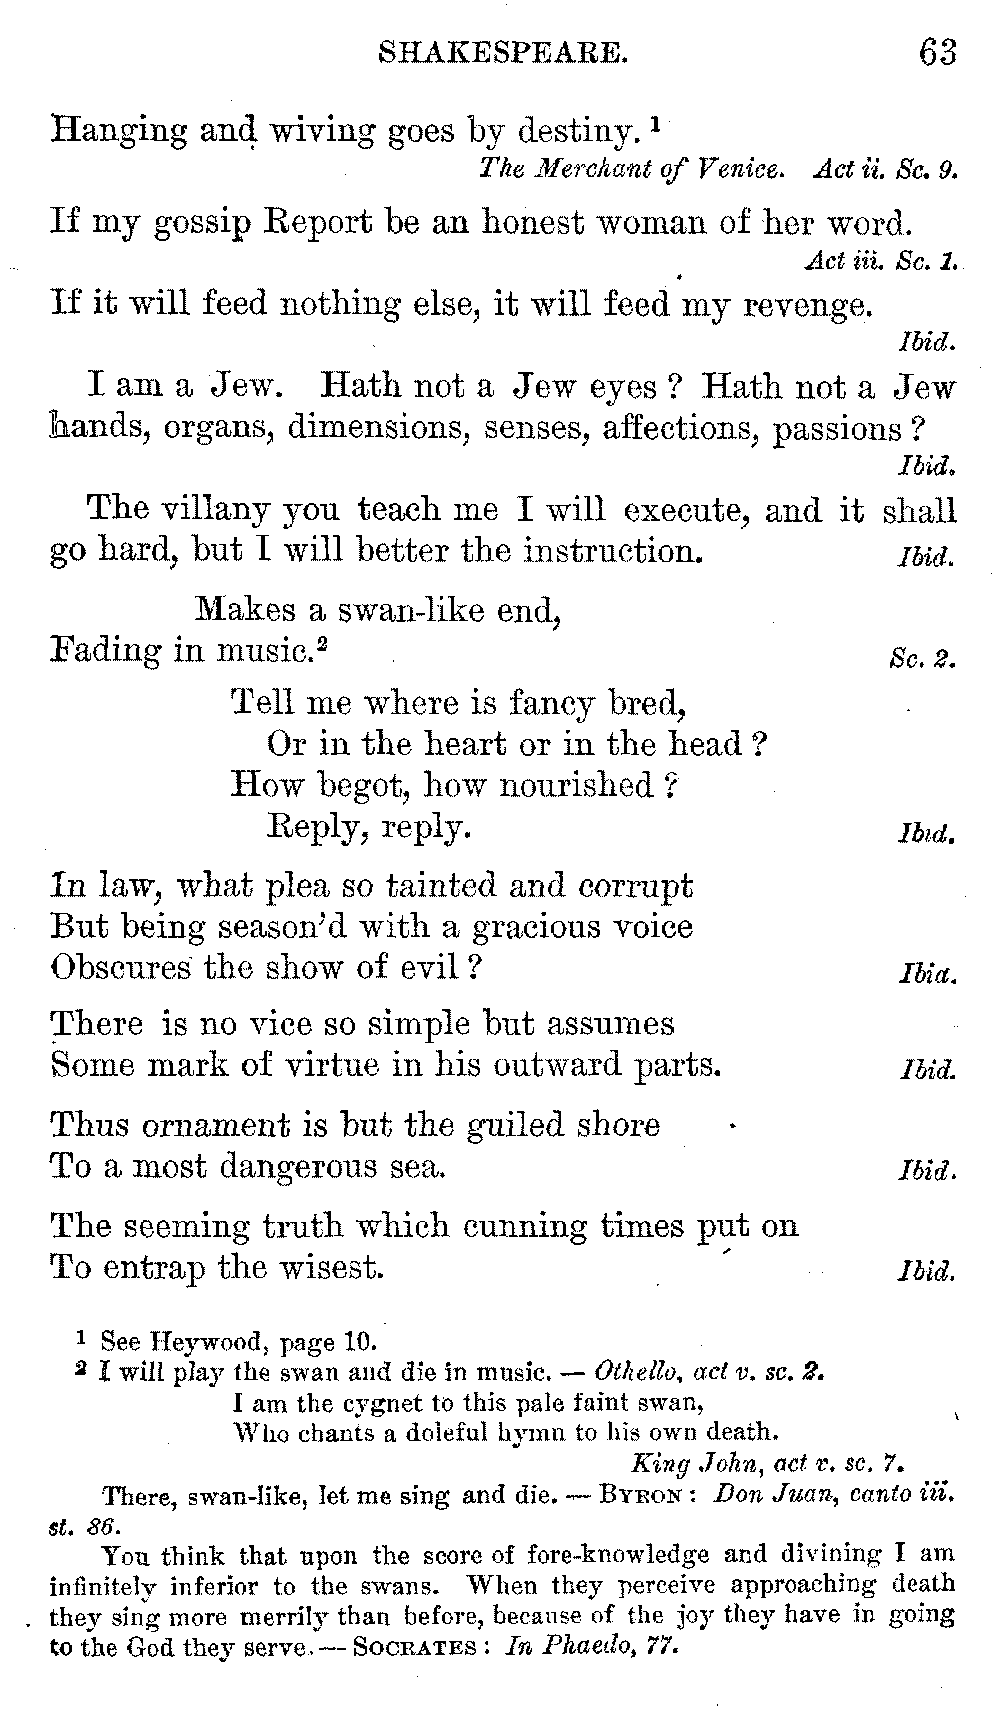 SHAKESPEARE. 63
Hanging and wiving goes by destiny. 1
The Merchant of Venice. Act ii. Sc. 9.
If my gossip Report be an honest woman of her word.
Act iii. Sc. 1.
If it will feed nothing else, it will feed my revenge.
Ibid.
I am a Jew. Hath not a Jew eyes? Hath not a Jew
hands, organs, dimensions, senses, affections, passions?
Ibid.
The villany you teach me I will execute, and it shall
go hard, but I will better the instruction. Ibid.
Makes a swan-like end,
Fading in music.2 Sc. 2.
Tell me where is fancy bred,
Or in the heart or in the head?
How begot, how nourished?
Reply, reply. Ibid.
In law, what plea so tainted and corrupt
But being season'd with a gracious voice
Obscures the show of evil? Ibid.
There is no vice so simple but assumes
Some mark of virtue in his outward parts. Ibid.
Thus ornament is but the guiled shore
To a most dangerous sea. Ibid.
The seeming truth which cunning times put on
To entrap the wisest. Ibid.
1 See Heywood, page 10.
2 I will play the swan and die in music. — Othello, act v. sc. 2.
I am the cygnet to this pale faint swan,
Who chants a doleful hymn to his own death.
King John, act v. sc. 7.
There, swan-like, let me sing and die. — BYRON: Don Juan, canto iii.
st. 86.
You think that upon the score of fore-knowledge and divining I am
infinitely inferior to the swans. When they perceive approaching death
they sing more merrily than before, because of the joy they have in going
to the God they serve. — SOCRATES: In Phaedo, 77.